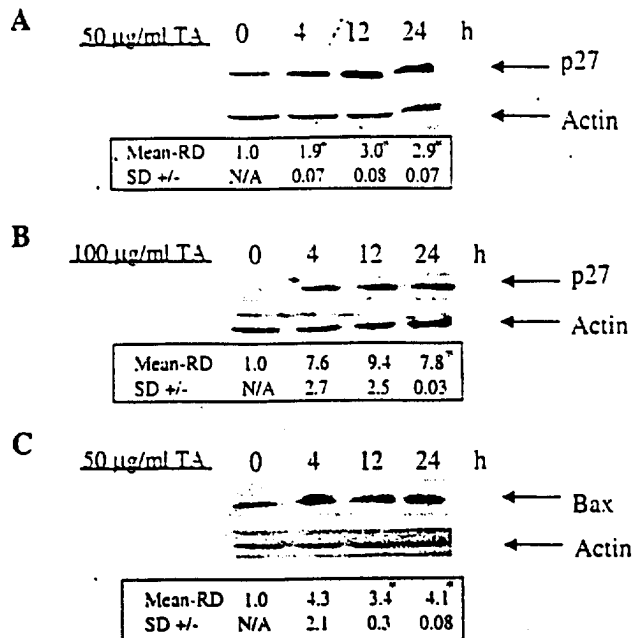 A
50 µg/ml TA 0 4 12 24 h
p27
Actin
Mean-RD 1.0 1.9* 3.0* 2.9*
SD +/- N/A 0.07 0.08 0.07
B
100 µg/ml TA 0 4 12 24 h
p27
Actin
Mean-RD 1.0 7.6 9.4 7.8*
SD +/- N/A 2.7 2.5 0.03
C
50 µg/ml TA 0 4 12 24 h
Bax
Actin
Mean-RD 1.0 4.3 3.4* 4.1*
SD +/- N/A 2.1 0.3 0.08